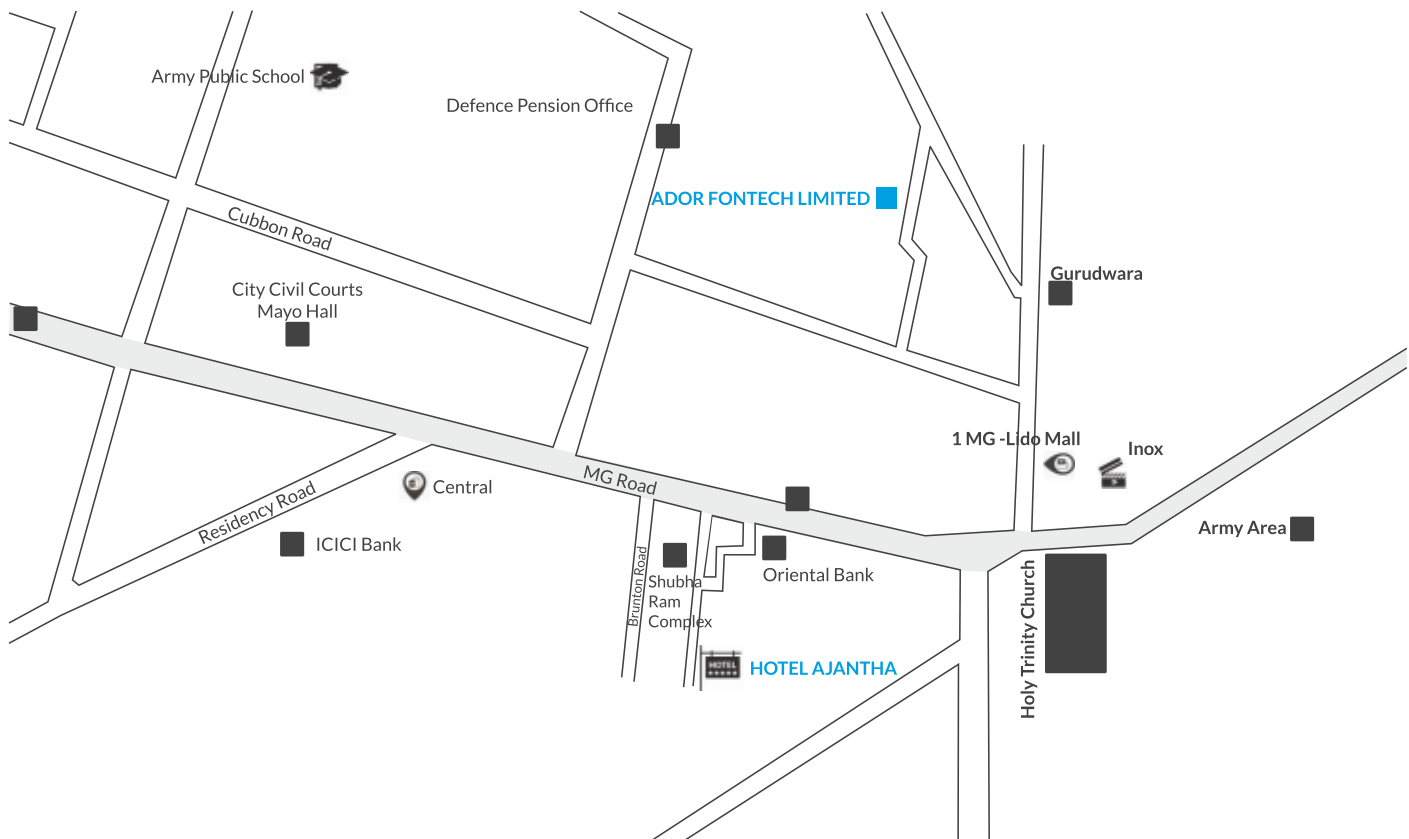 Army Public School
Defence Pension Office
ADOR FONTECH LIMITED
Cubbon Road
Gurudwara
City Civil Courts
Mayo Hall
1 MG -Lido Mall
Inox
MG Road
Central
Residency Road
Army Area
ICICI Bank
Oriental Bank
Brunton Road
Shubha
Ram
Complex
Holy Trinity Church
HOTEL
HOTEL AJANTHA